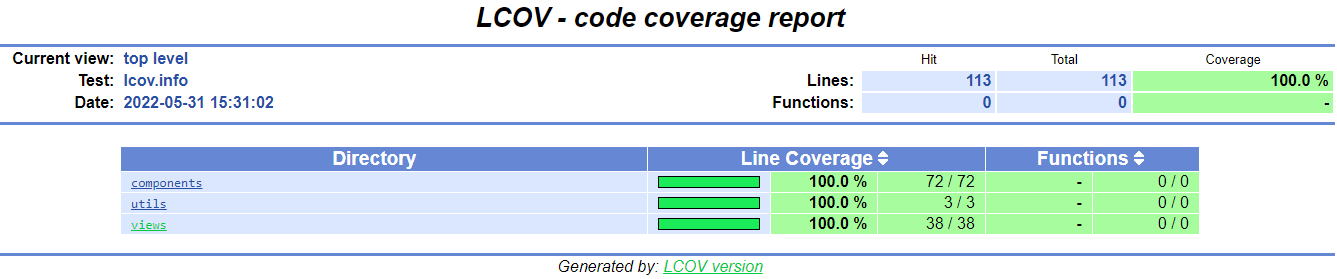 LCOV - code coverage report
Current view: top level Hit Total Coverage
Test: lcov.info Lines: 113 113 100.0 %
Date: 2022-05-31 15:31:02 Functions: 0 0 -
Directory Line Coverage Functions
components 100.0 % 72 / 72 - 0 / 0
utils 100.0 % 3 / 3 - 0 / 0
views 100.0 % 38 / 38 - 0 / 0
Generated by: LCOV version